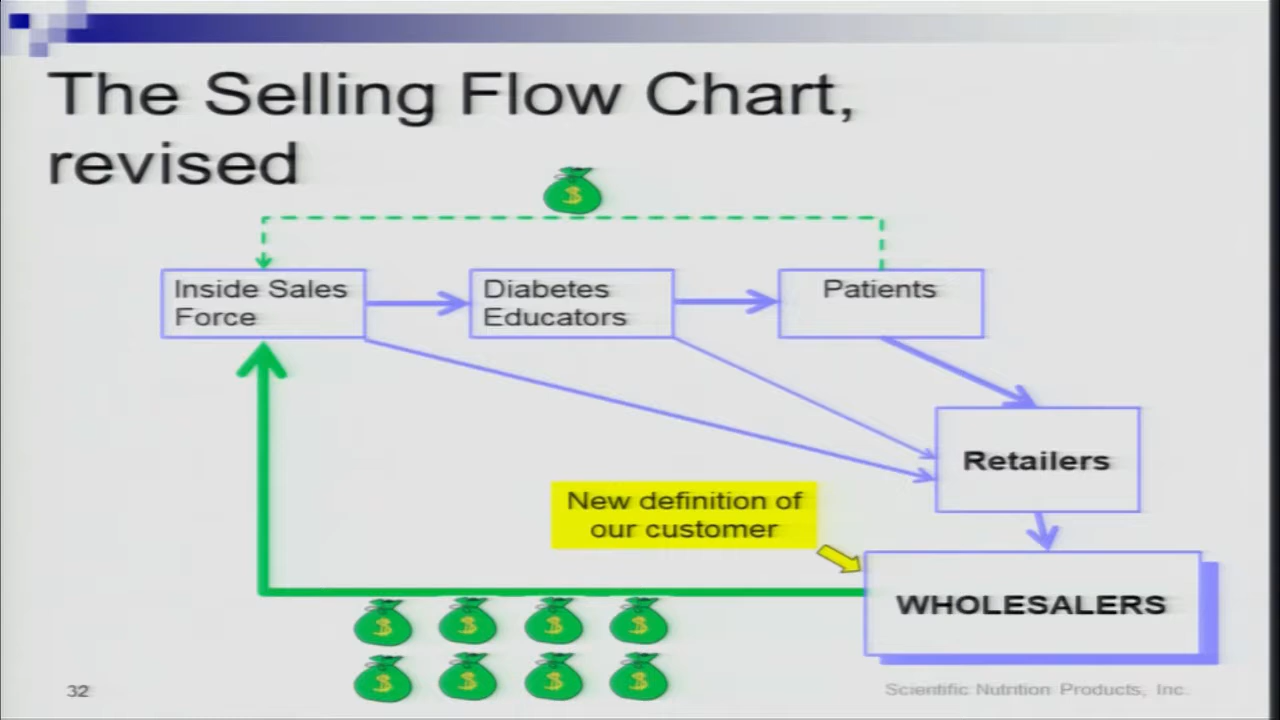 The Selling Flow Chart,
revised
$
Inside Sales
Force
Diabetes
Educators
Patients
Retailers
New definition of
our customer
WHOLESALERS
$ $ $ $
$ $ $ $
32
Scientific Nutrition Products, Inc.